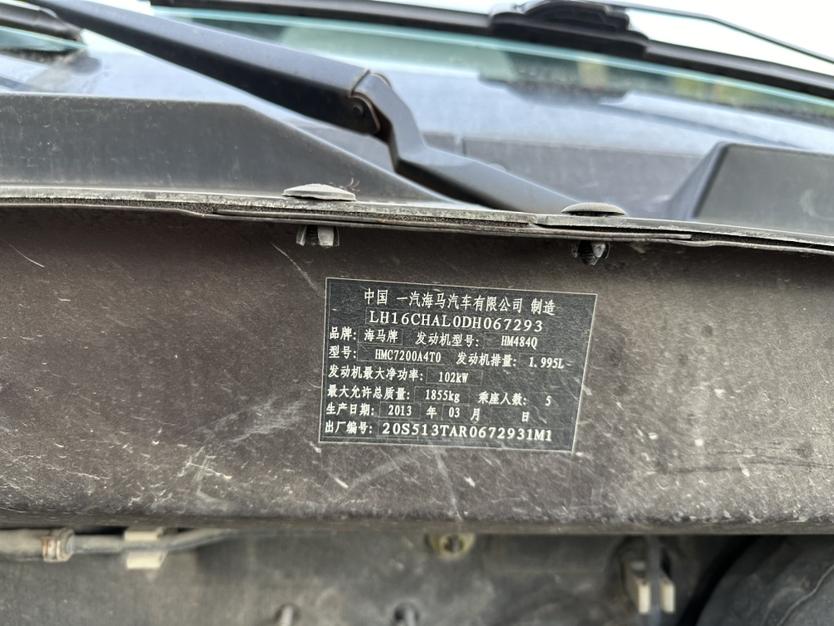 中国 一汽海马汽车有限公司 制造
LH16CHAL0DH067293
品牌: 海马牌 发动机型号: HM484Q
型号: HMC7200A4T0 发动机排量: 1.995L
发动机最大净功率: 102kW
最大允许总质量: 1855kg 乘座人数: 5
生产日期: 2013 年 03 月 日
出厂编号: 20S513TAR0672931M1